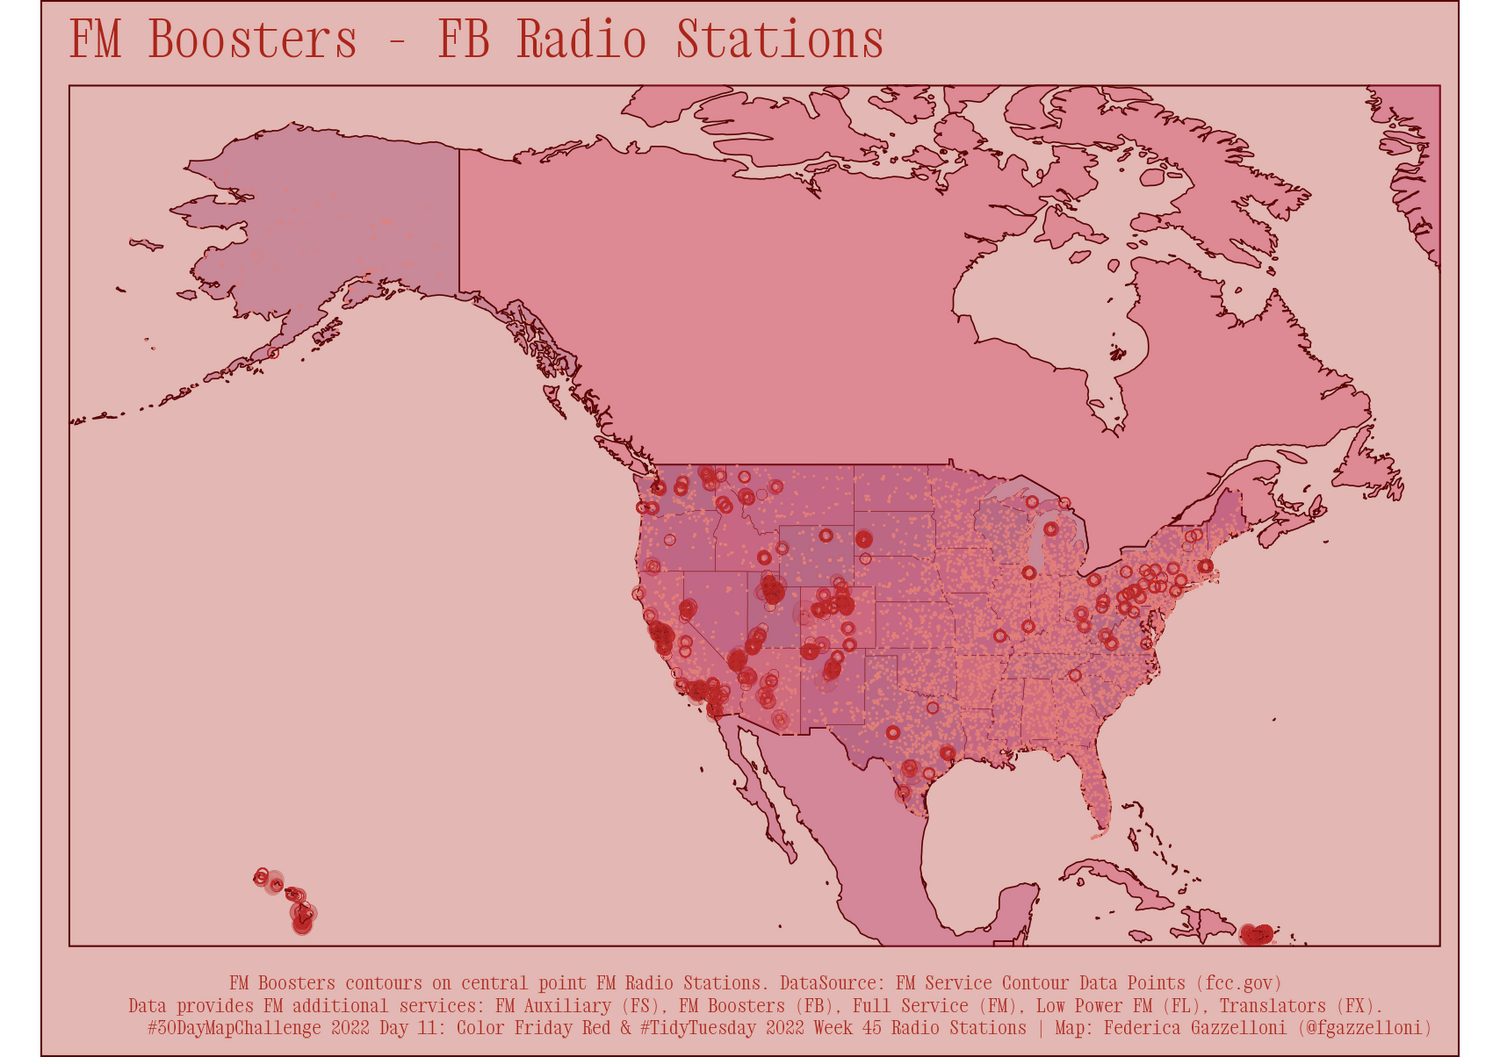 FM Boosters - FB Radio Stations
FM Boosters contours on central point FM Radio Stations. DataSource: FM Service Contour Data Points (fcc.gov)
Data provides FM additional services: FM Auxiliary (FS), FM Boosters (FB), Full Service (FM), Low Power FM (FL), Translators (FX).
#30DayMapChallenge 2022 Day 11: Color Friday Red & #TidyTuesday 2022 Week 45 Radio Stations | Map: Federica Gazzelloni (@fgazzelloni)